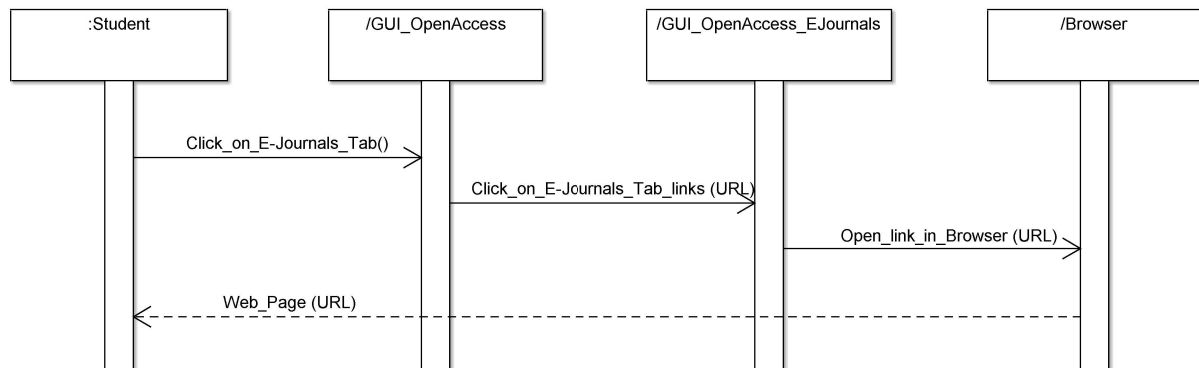 :Student
/GUI_OpenAccess
/GUI_OpenAccess_EJournals
/Browser
Click_on_E-Journals_Tab()
Click_on_E-Journals_Tab_links (URL)
Open_link_in_Browser (URL)
Web_Page (URL)